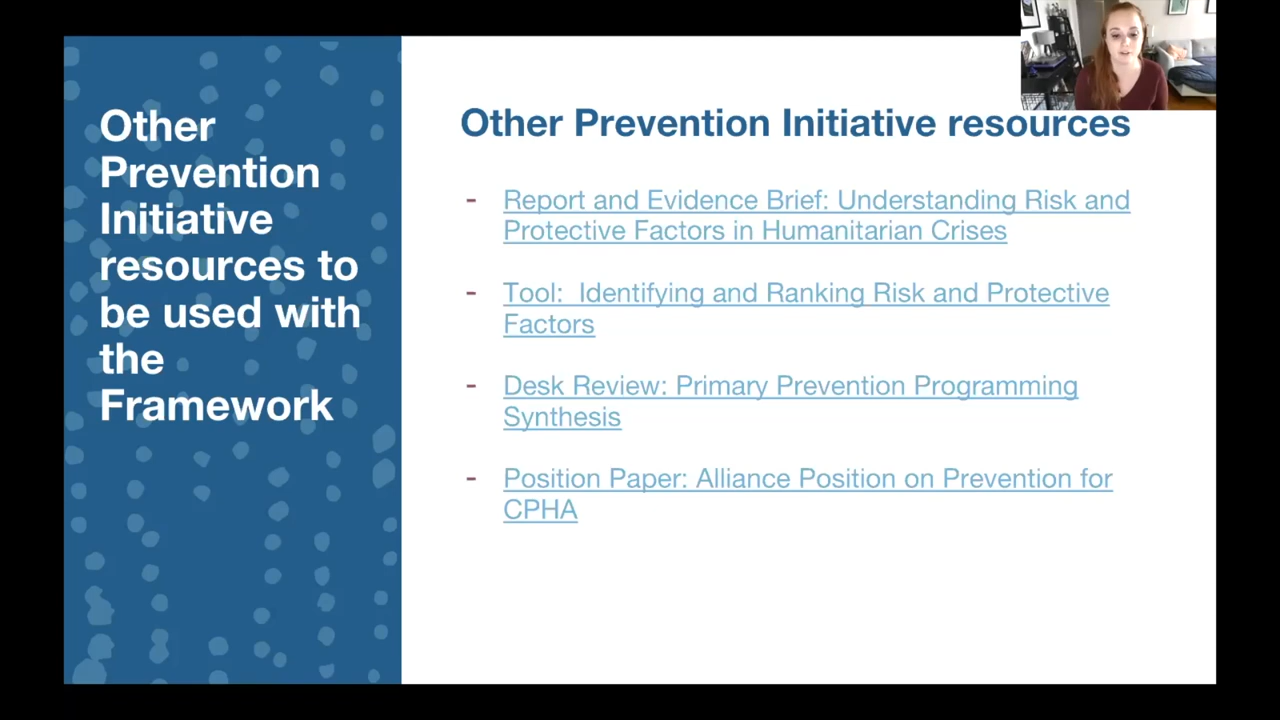 Other
Prevention
Initiative
resources to
be used with
the
Framework
Other Prevention Initiative resources
- Report and Evidence Brief: Understanding Risk and
Protective Factors in Humanitarian Crises
- Tool:  Identifying and Ranking Risk and Protective
Factors
- Desk Review: Primary Prevention Programming
Synthesis
- Position Paper: Alliance Position on Prevention for
CPHA